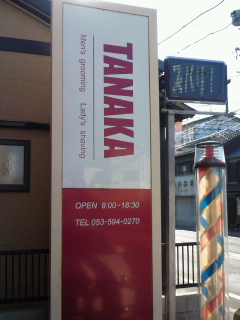 TANAKA
Men's grooming Lady's shaving
OPEN 8:00-18:30
TEL 053-594-0270